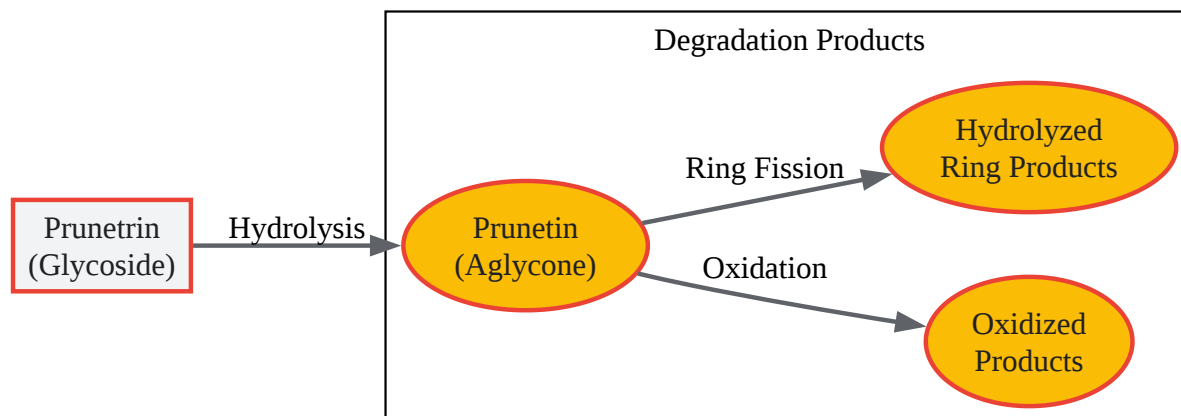 Degradation Products
Hydrolyzed
Ring Products
Ring Fission
Prunetrin
(Glycoside)
Hydrolysis
Prunetin
(Aglycone)
Oxidation
Oxidized
Products